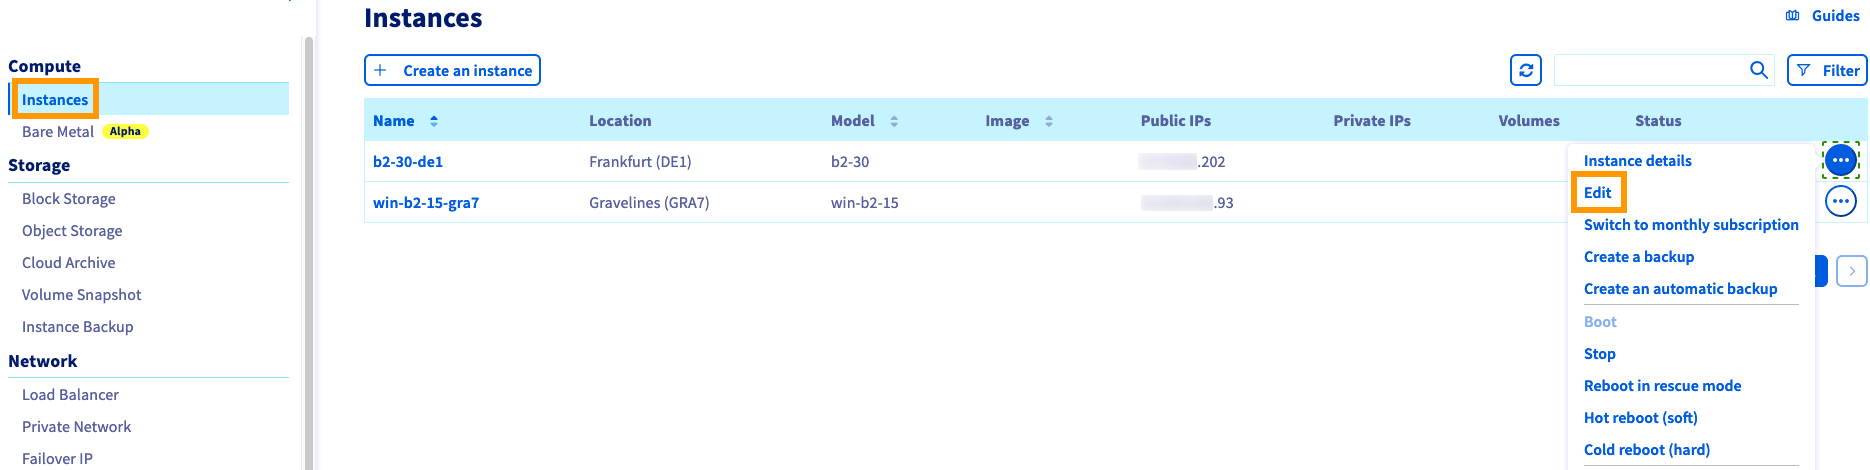 Instances
Guides
Compute
Instances
Bare Metal Alpha
Storage
Block Storage
Object Storage
Cloud Archive
Volume Snapshot
Instance Backup
Network
Load Balancer
Private Network
Failover IP
Create an instance
Filter
Name Location Model Image Public IPs Private IPs Volumes Status
b2-30-de1 Frankfurt (DE1) b2-30 .202
win-b2-15-gra7 Gravelines (GRA7) win-b2-15 .93
Instance details
Edit
Switch to monthly subscription
Create a backup
Create an automatic backup
Boot
Stop
Reboot in rescue mode
Hot reboot (soft)
Cold reboot (hard)